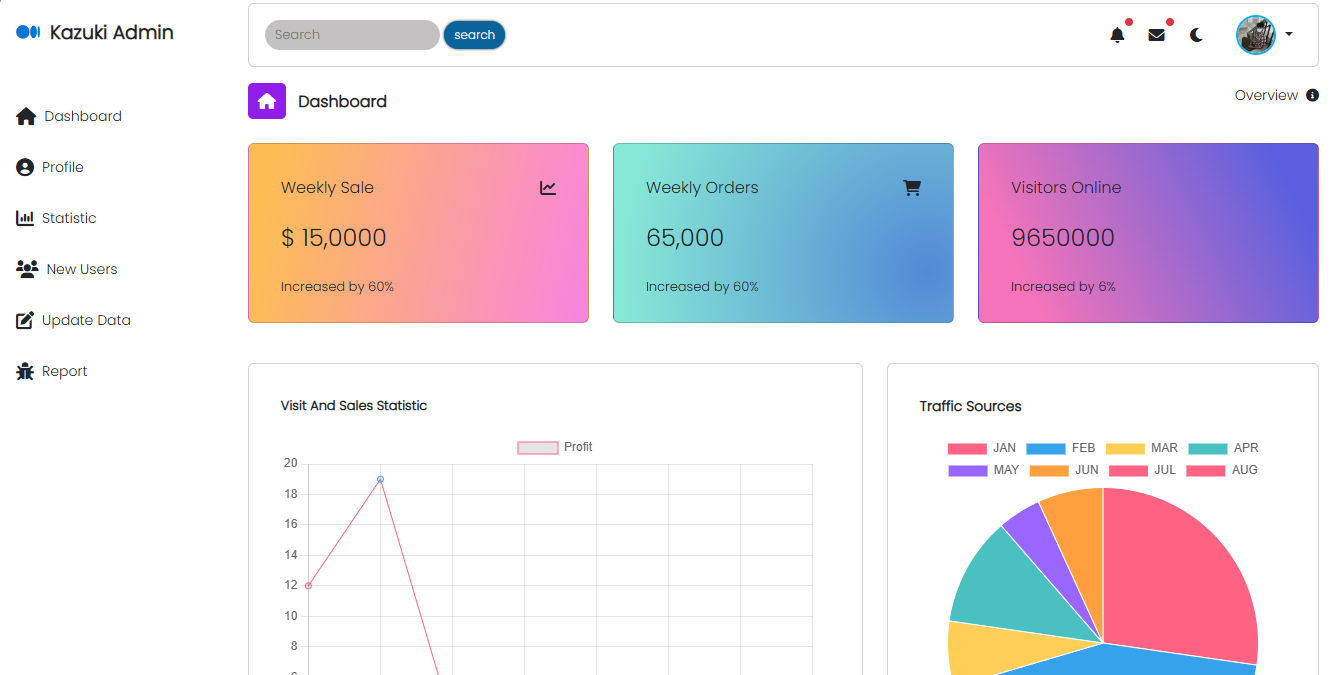 Kazuki Admin
Search
search
Dashboard
Profile
Statistic
New Users
Update Data
Report
Dashboard
Overview
Weekly Sale
$ 15,0000
Increased by 60%
Weekly Orders
65,000
Increased by 60%
Visitors Online
9650000
Increased by 6%
Visit And Sales Statistic
Profit
20
18
16
14
12
10
8
Traffic Sources
JAN FEB MAR APR
MAY JUN JUL AUG